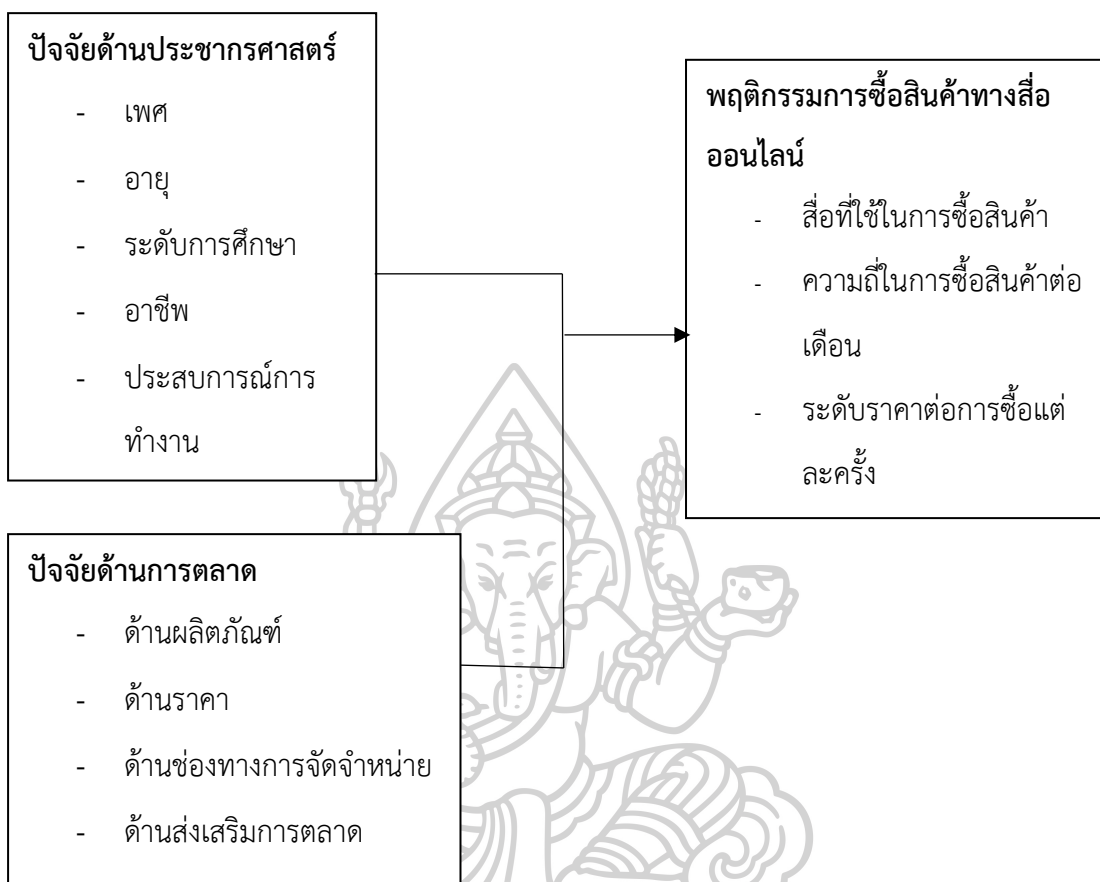 ปัจจัยด้านประชากรศาสตร์
- เพศ
- อายุ
- ระดับการศึกษา
- อาชีพ
- ประสบการณ์การ
ทำงาน
ปัจจัยด้านการตลาด
- ด้านผลิตภัณฑ์
- ด้านราคา
- ด้านช่องทางการจัดจำหน่าย
- ด้านส่งเสริมการตลาด
พฤติกรรมการซื้อสินค้าทางสื่อ
ออนไลน์
- สื่อที่ใช้ในการซื้อสินค้า
- ความถี่ในการซื้อสินค้าต่อ
เดือน
- ระดับราคาต่อการซื้อแต่
ละครั้ง